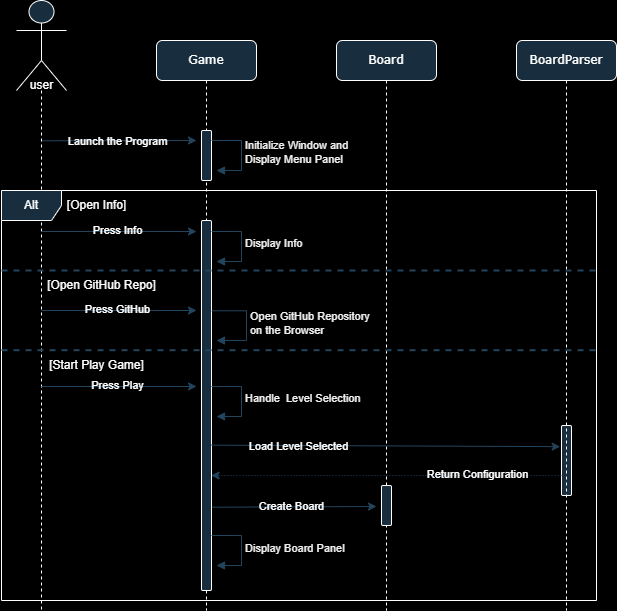 user
Game
Board
BoardParser
Launch the Program
Initialize Window and
Display Menu Panel
Alt
[Open Info]
Press Info
Display Info
[Open GitHub Repo]
Press GitHub
Open GitHub Repository
on the Browser
[Start Play Game]
Press Play
Handle Level Selection
Load Level Selected
Return Configuration
Create Board
Display Board Panel